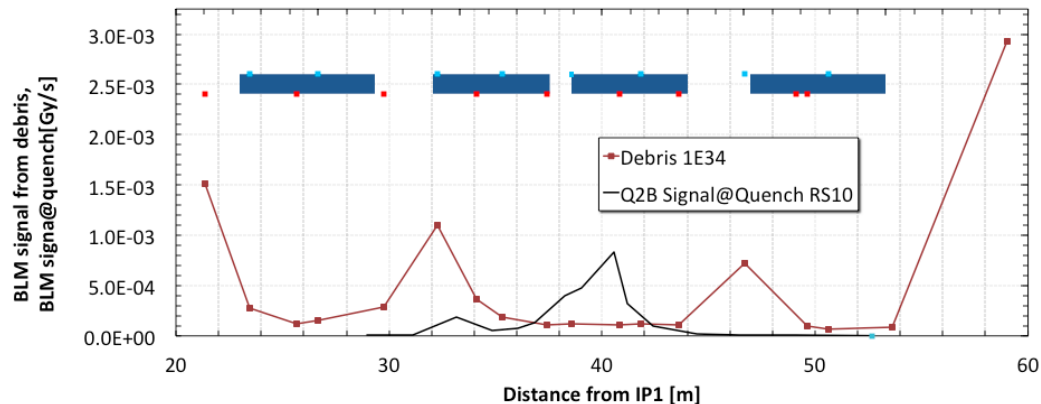 BLM signal from debris,
BLM signa@quench[Gy/s]
3.0E-03
2.5E-03
2.0E-03
1.5E-03
1.0E-03
5.0E-04
0.0E+00
Debris 1E34
Q2B Signal@Quench RS10
20 30 40 50 60
Distance from IP1 [m]